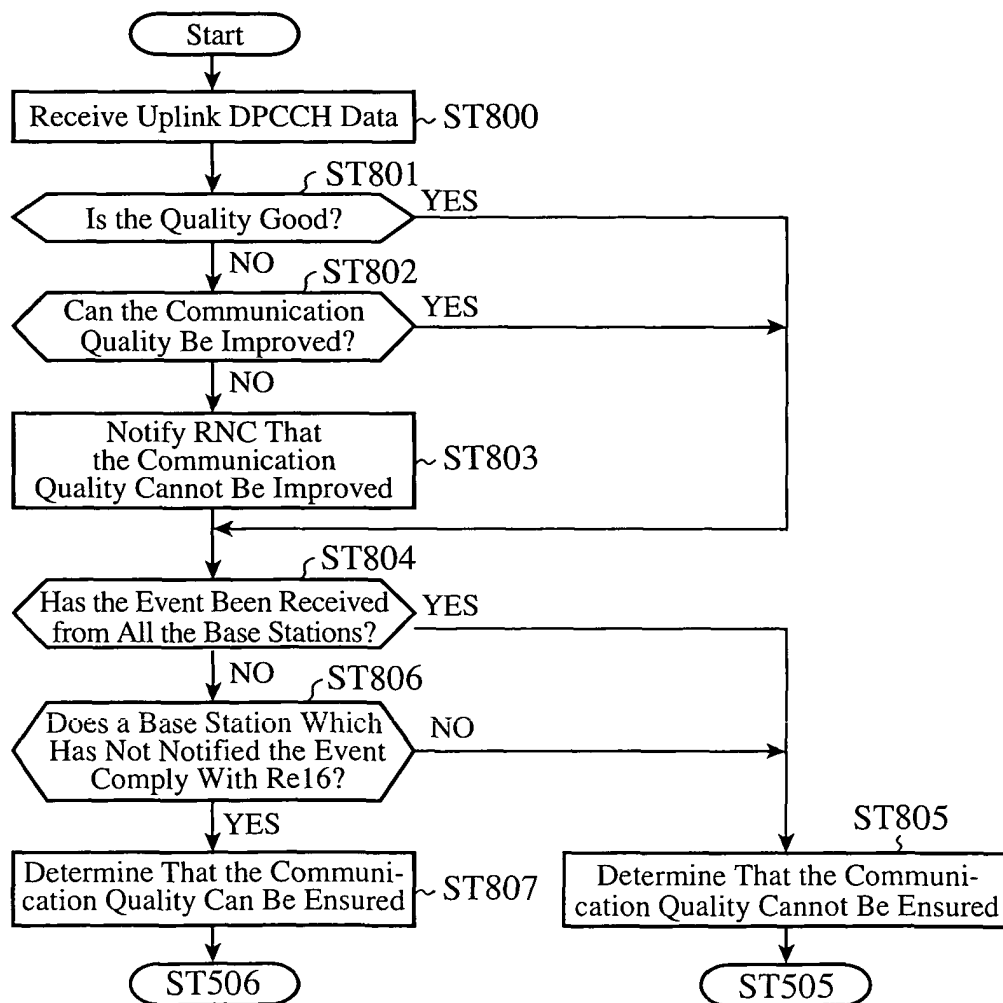 Start
Receive Uplink DPCCH Data
ST800
ST801
Is the Quality Good?
YES
NO
ST802
Can the Communication
Quality Be Improved?
YES
NO
Notify RNC That
the Communication
Quality Cannot Be Improved
ST803
ST804
Has the Event Been Received
from All the Base Stations?
YES
NO
ST806
Does a Base Station Which
Has Not Notified the Event
Comply With Re16?
NO
YES
ST805
Determine That the Communi-
cation Quality Can Be Ensured
ST807
Determine That the Communi-
cation Quality Cannot Be Ensured
ST506
ST505